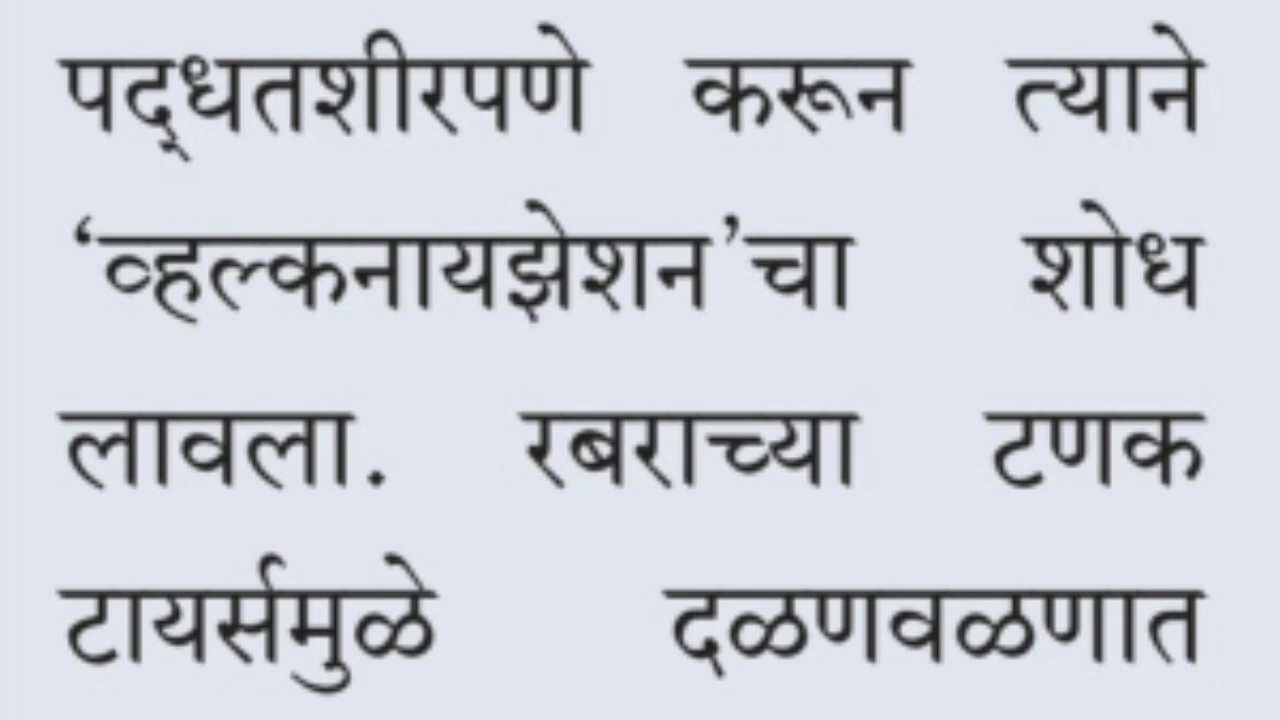 पद्‌धतशीरपणे करून त्याने
‘व्हल्कनायझेशन’चा शोध
लावला. रबराच्या टणक
टायर्समुळे दळणवळणात